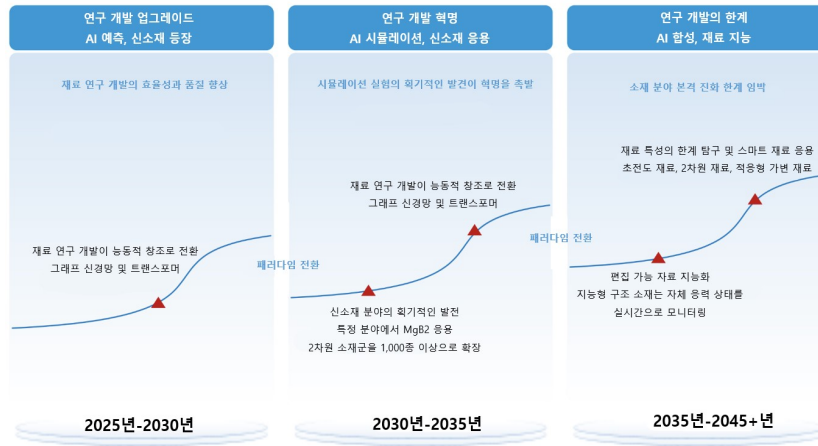 연구 개발 업그레이드
AI 예측, 신소재 등장
재료 연구 개발의 효율성과 품질 향상
재료 연구 개발이 능동적 창조로 전환
그래프 신경망 및 트랜스포머
2025년-2030년
패러다임 전환
연구 개발 혁명
AI 시뮬레이션, 신소재 응용
시뮬레이션 실험의 획기적인 발견이 혁명을 촉발
재료 연구 개발이 능동적 창조로 전환
그래프 신경망 및 트랜스포머
신소재 분야의 획기적인 발전
특정 분야에서 MgB2 응용
2차원 소재군을 1,000종 이상으로 확장
2030년-2035년
패러다임 전환
연구 개발의 한계
AI 합성, 재료 지능
소재 분야 본격 진화 한계 임박
재료 특성의 한계 탐구 및 스마트 재료 응용
초전도 재료, 2차원 재료, 적응형 가변 재료
편집 가능 자료 지능화
지능형 구조 소재는 자체 응력 상태를
실시간으로 모니터링
2035년-2045+년